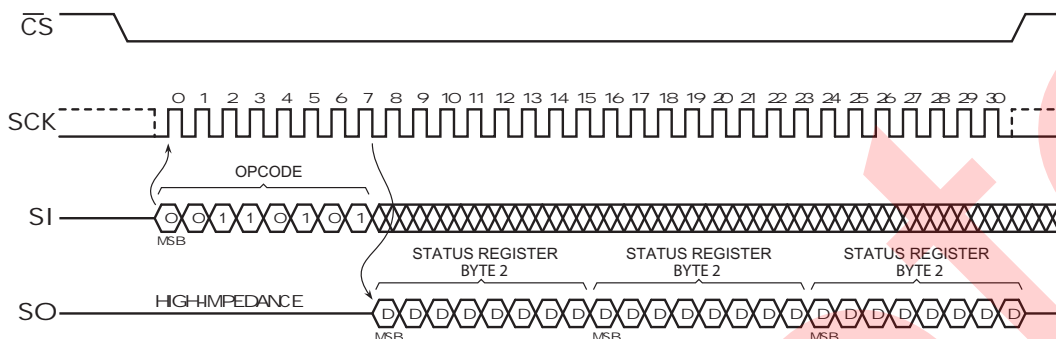 CS
0 1 2 3 4 5 6 7 8 9 10 11 12 13 14 15 16 17 18 19 20 21 22 23 24 25 26 27 28 29 30
SCK
OPCODE
SI 0 0 1 1 0 1 0 1
MSB
STATUS REGISTER BYTE 2
STATUS REGISTER BYTE 2
STATUS REGISTER BYTE 2
SO HIGH-IMPEDANCE D D D D D D D D D D D D D D D D D D D D D D D D
MSB MSB MSB